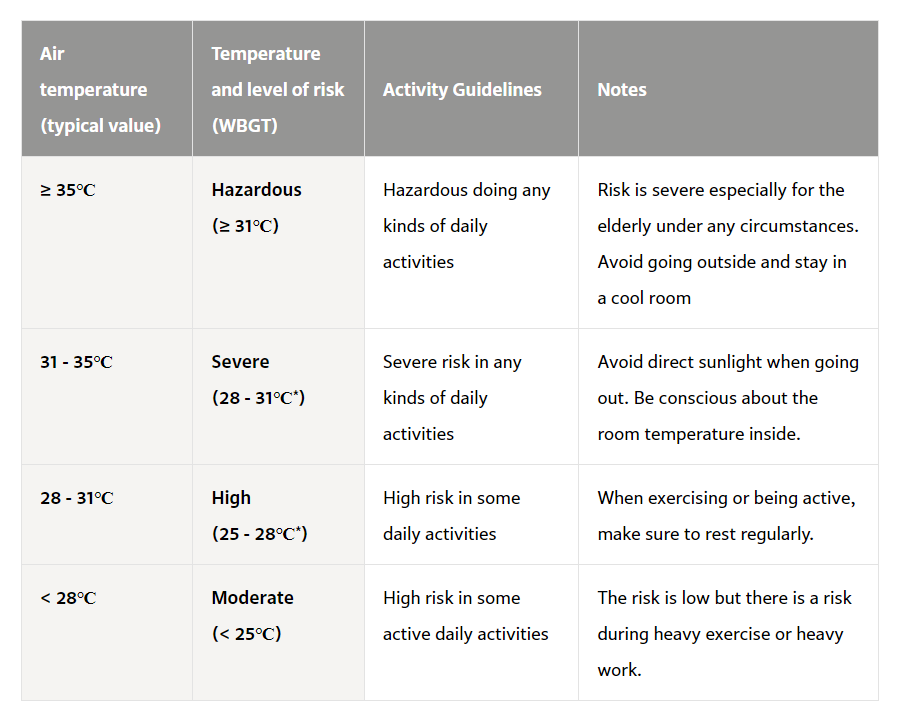 Air
temperature
(typical value)
Temperature
and level of risk
(WBGT)
Activity Guidelines
Notes
≥ 35°C
Hazardous
(≥ 31°C)
Hazardous doing any
kinds of daily
activities
Risk is severe especially for the
elderly under any circumstances.
Avoid going outside and stay in
a cool room
31 - 35°C
Severe
(28 - 31°C*)
Severe risk in any
kinds of daily
activities
Avoid direct sunlight when going
out. Be conscious about the
room temperature inside.
28 - 31°C
High
(25 - 28°C*)
High risk in some
daily activities
When exercising or being active,
make sure to rest regularly.
< 28°C
Moderate
(< 25°C)
High risk in some
active daily activities
The risk is low but there is a risk
during heavy exercise or heavy
work.